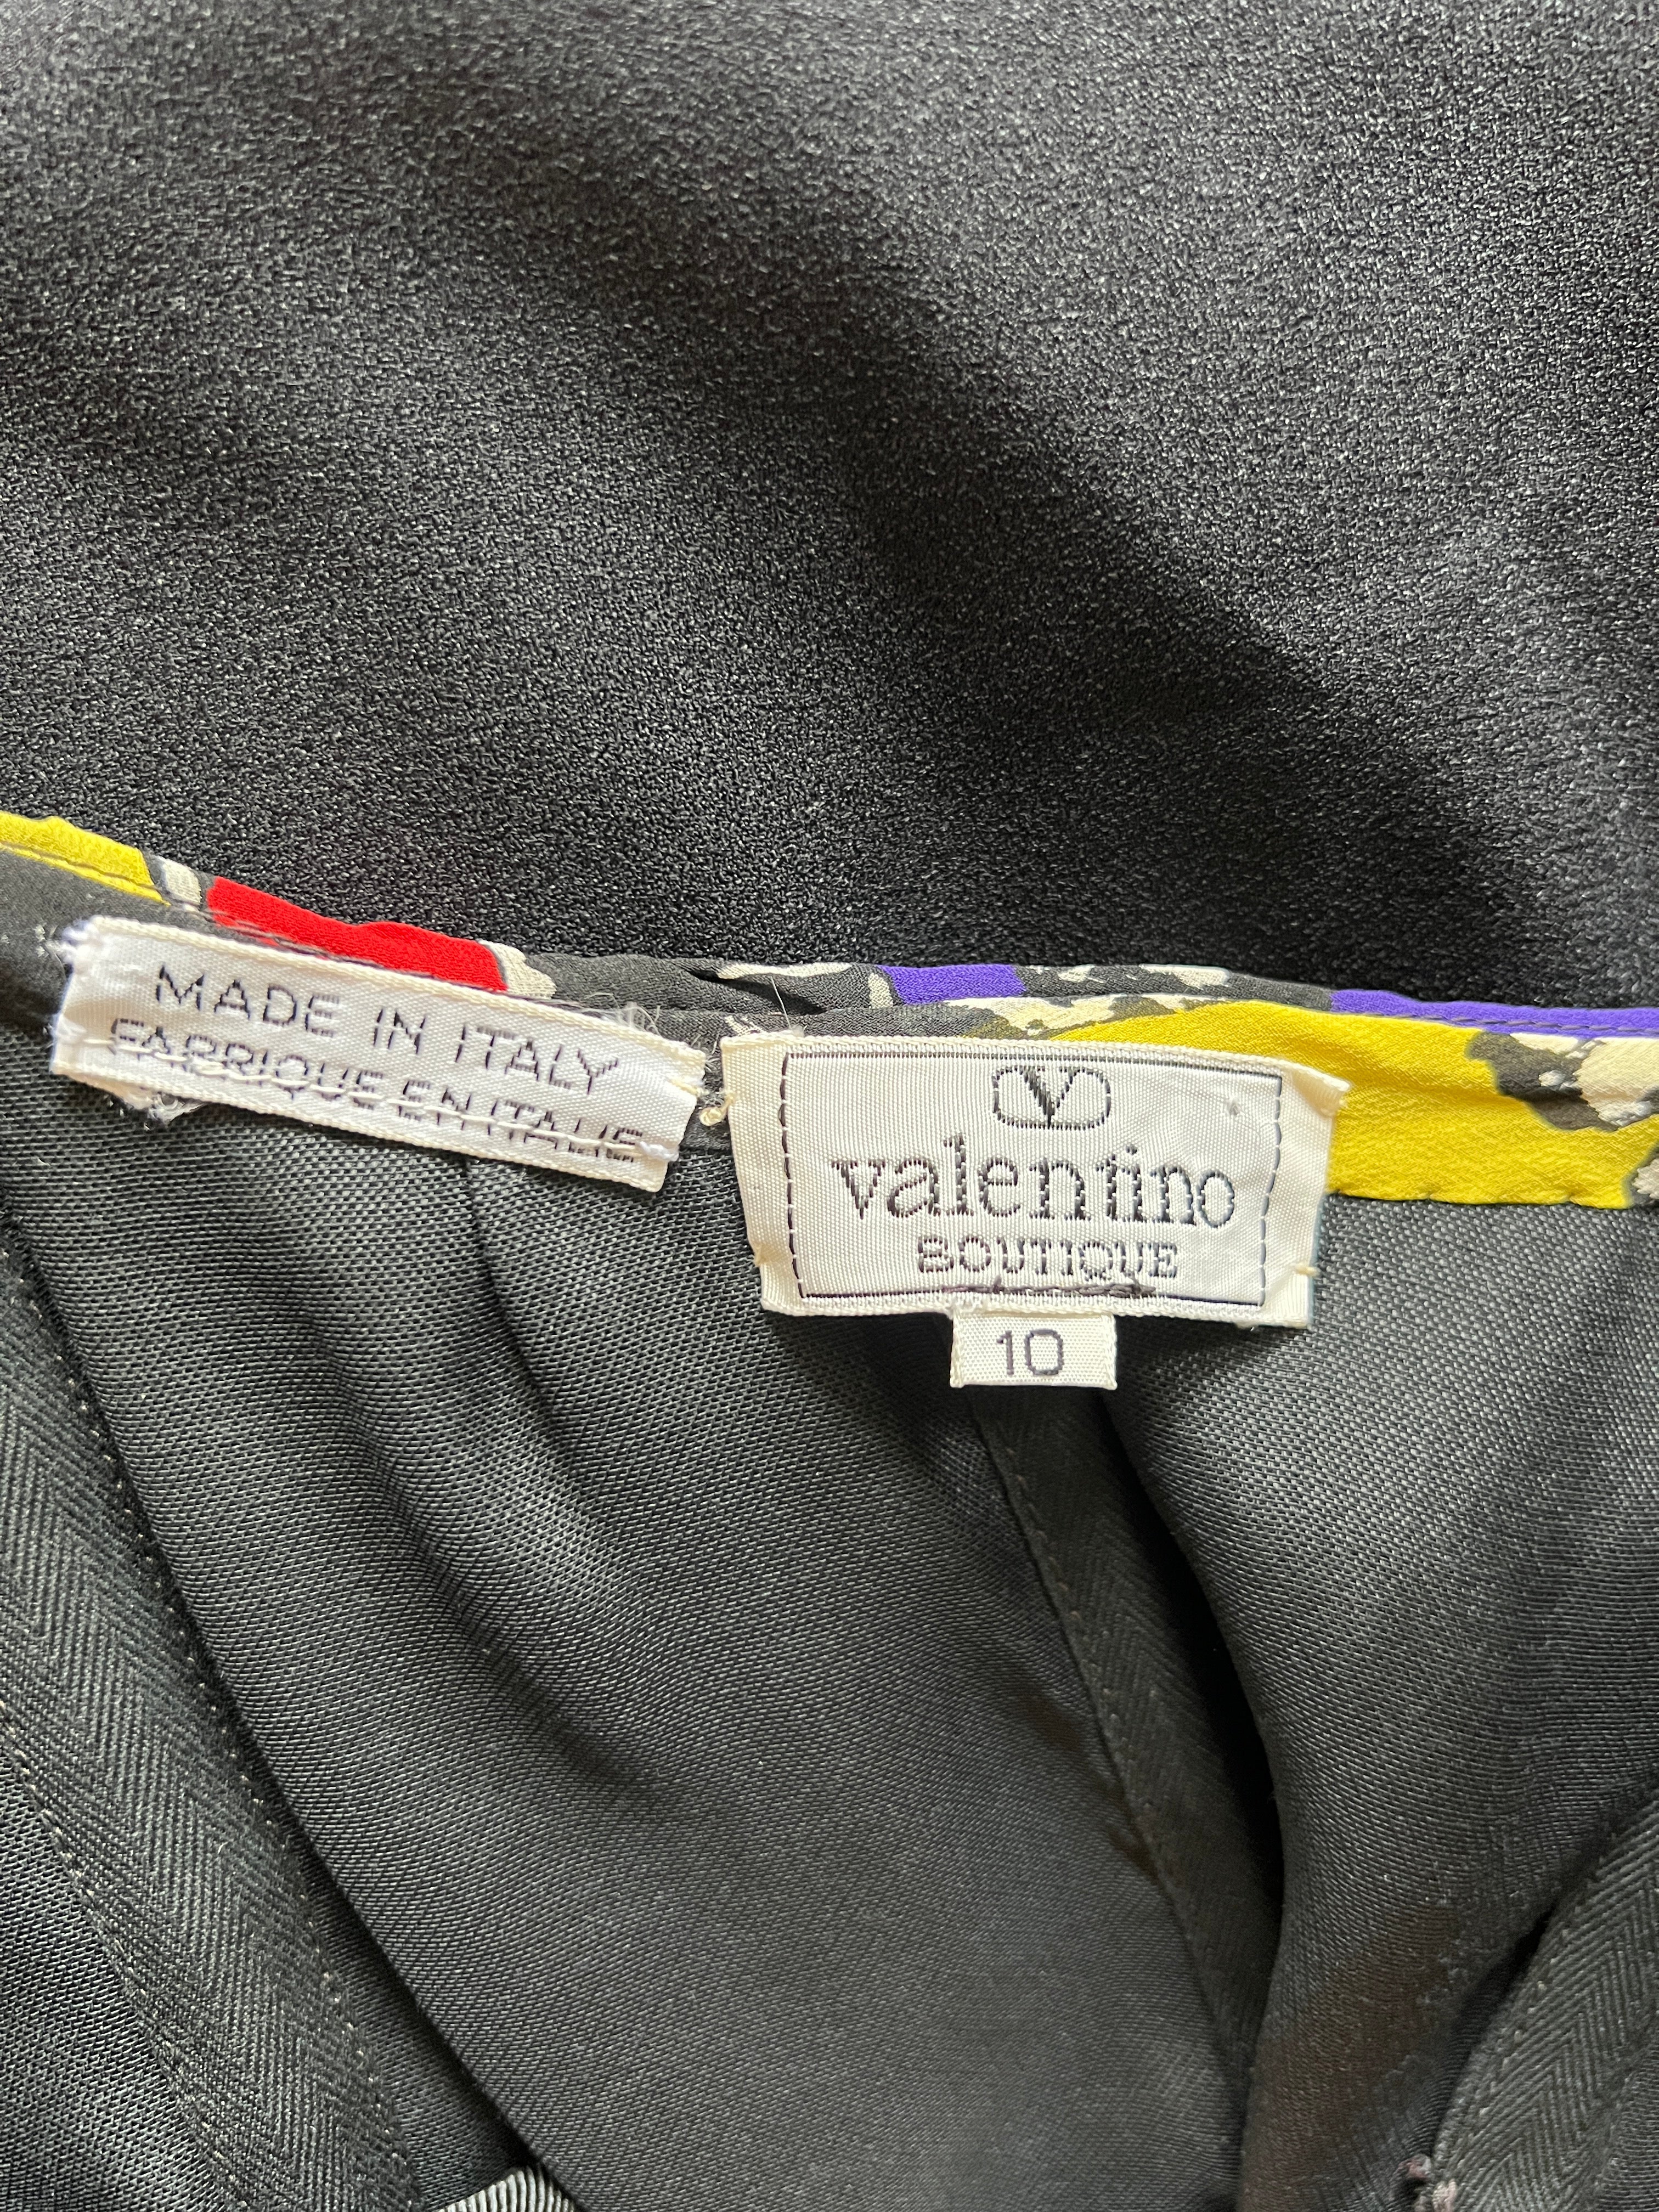 MADE IN ITALY
FABRIQUE EN ITALIE
V
valentino
BOUTIQUE
10